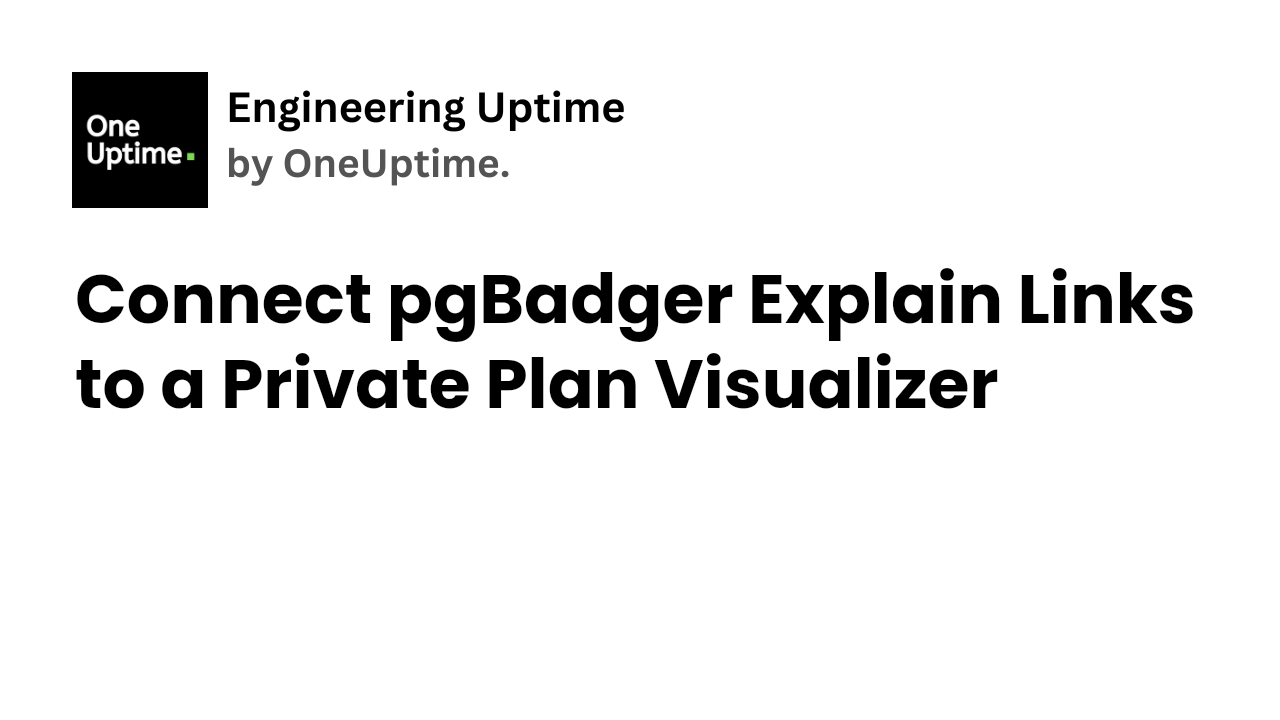 One
Uptime
Engineering Uptime
by OneUptime.
Connect pgBadger Explain Links
to a Private Plan Visualizer